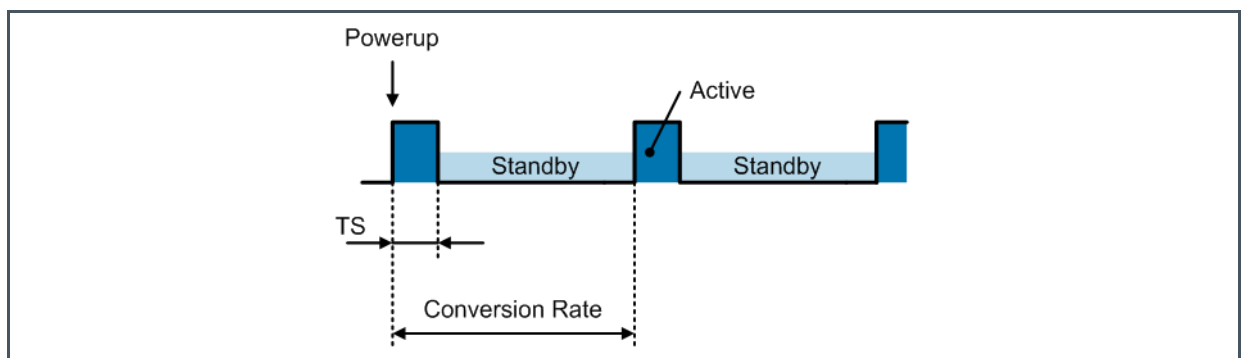 Powerup
Active
Standby
Standby
TS
Conversion Rate